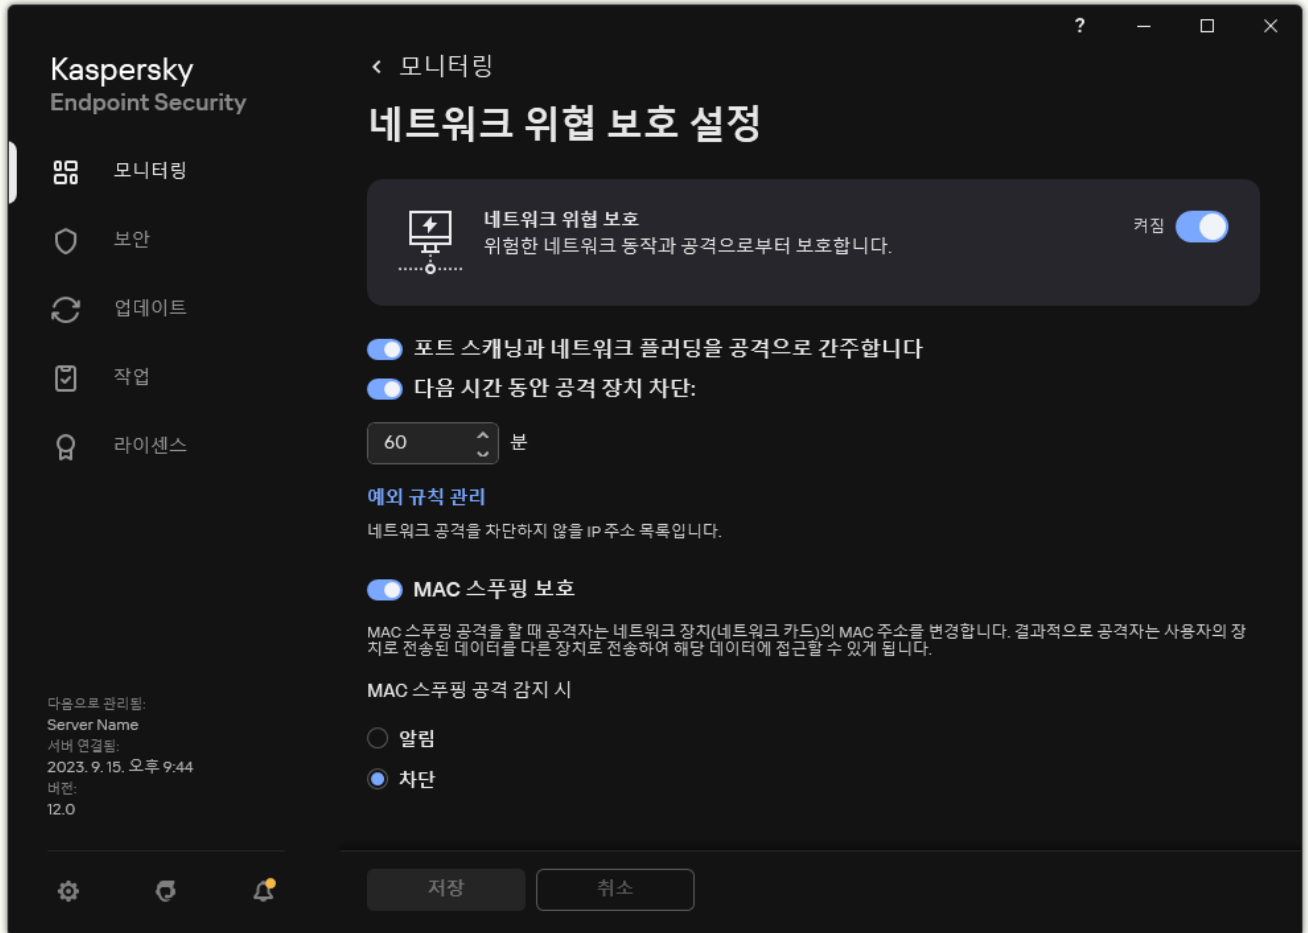 ?
Kaspersky
Endpoint Security
모니터링
보안
업데이트
작업
라이센스
다음으로 관리됨:
Server Name
서버 연결됨:
2023. 9. 15. 오후 9:44
버전:
12.0
모니터링
네트워크 위협 보호 설정
네트워크 위협 보호
위험한 네트워크 동작과 공격으로부터 보호합니다.
켜짐
포트 스캐닝과 네트워크 플러딩을 공격으로 간주합니다
다음 시간 동안 공격 장치 차단:
60 분
예외 규칙 관리
네트워크 공격을 차단하지 않을 IP 주소 목록입니다.
MAC 스푸핑 보호
MAC 스푸핑 공격을 할 때 공격자는 네트워크 장치(네트워크 카드)의 MAC 주소를 변경합니다. 결과적으로 공격자는 사용자의 장
치로 전송된 데이터를 다른 장치로 전송하여 해당 데이터에 접근할 수 있게 됩니다.
MAC 스푸핑 공격 감지 시
알림
차단
저장
취소